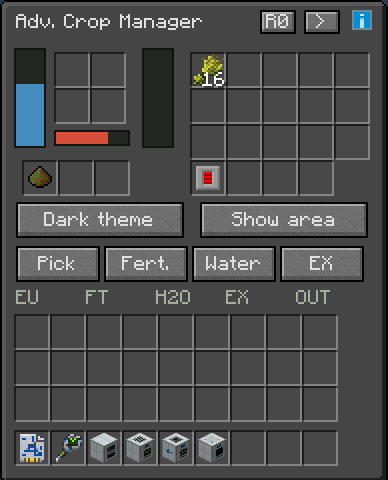 Adv. Crop Manager R0 > i
16
Dark theme Show area
Pick Fert. Water EX
EU FT H2O EX OUT